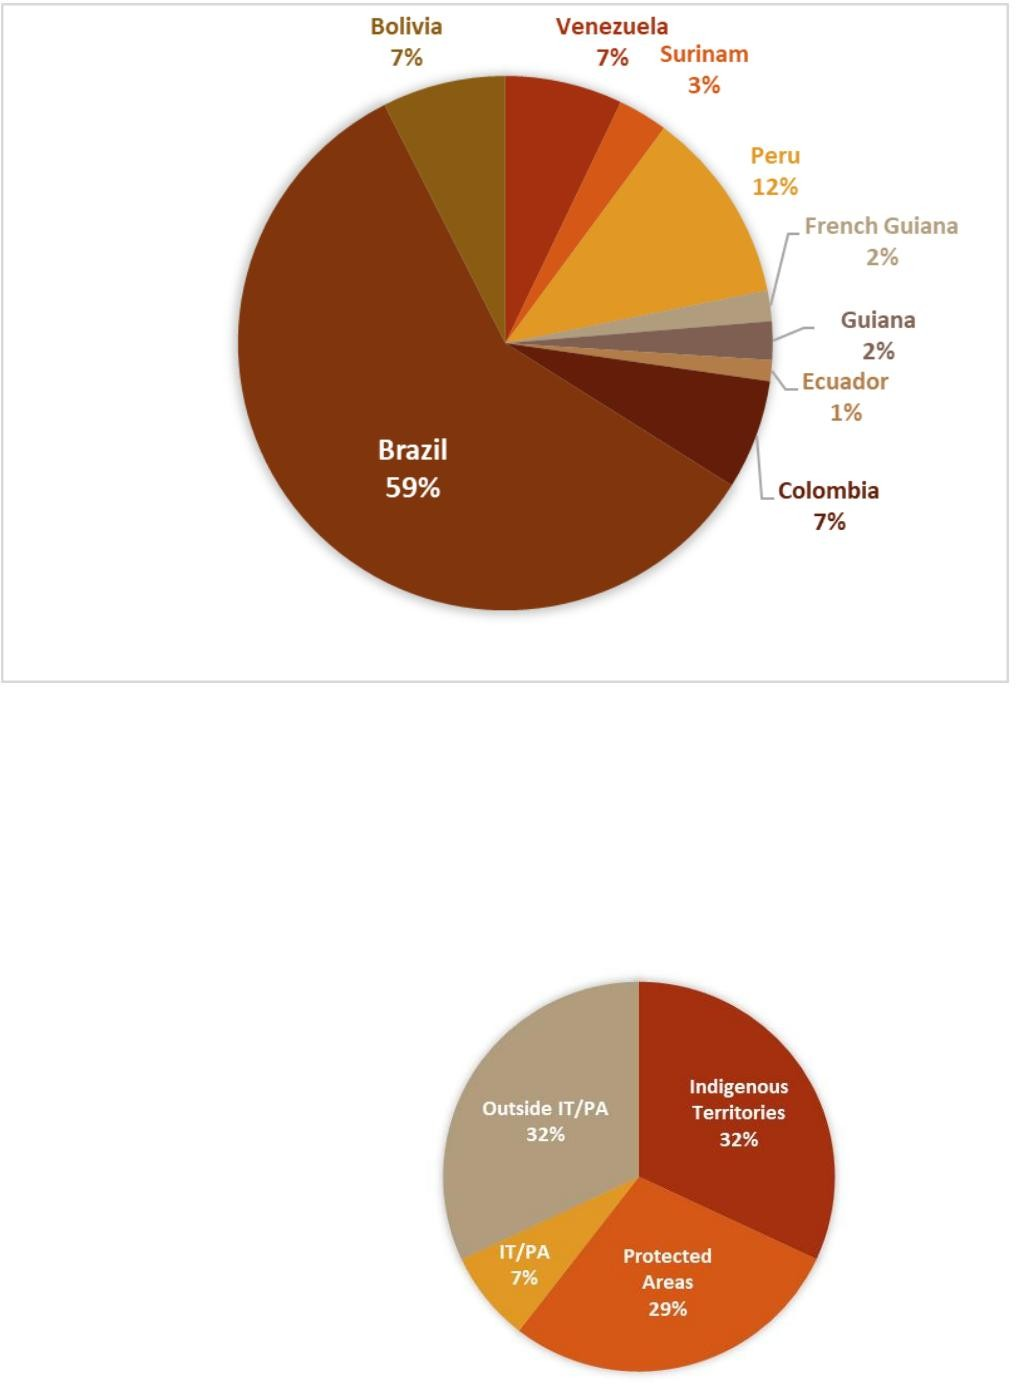 Bolivia
7%
Venezuela
7%
Surinam
3%
Peru
12%
French Guiana
2%
Guiana
2%
Ecuador
1%
Colombia
7%
Brazil
59%
Indigenous
Territories
32%
Outside IT/PA
32%
IT/PA
7%
Protected
Areas
29%